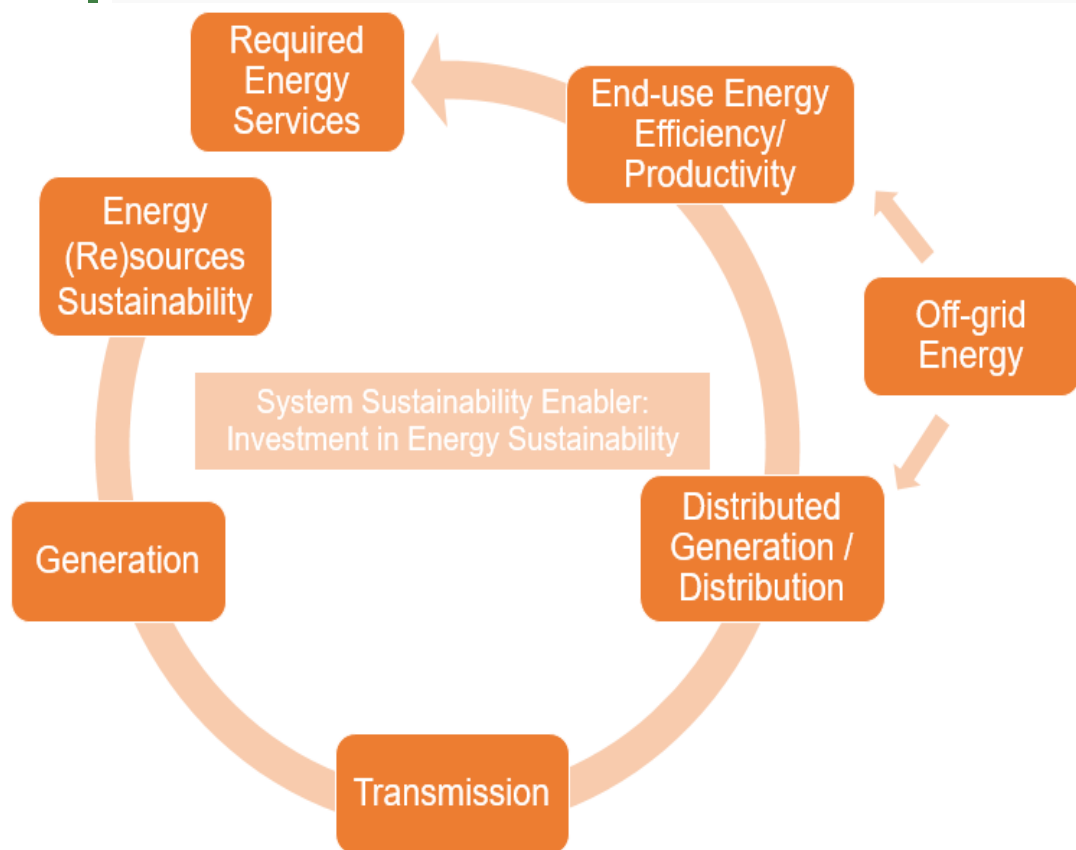 Required
Energy
Services
End-use Energy
Efficiency/
Productivity
Energy
(Re)sources
Sustainability
Off-grid
Energy
System Sustainability Enabler:
Investment in Energy Sustainability
Generation
Distributed
Generation /
Distribution
Transmission